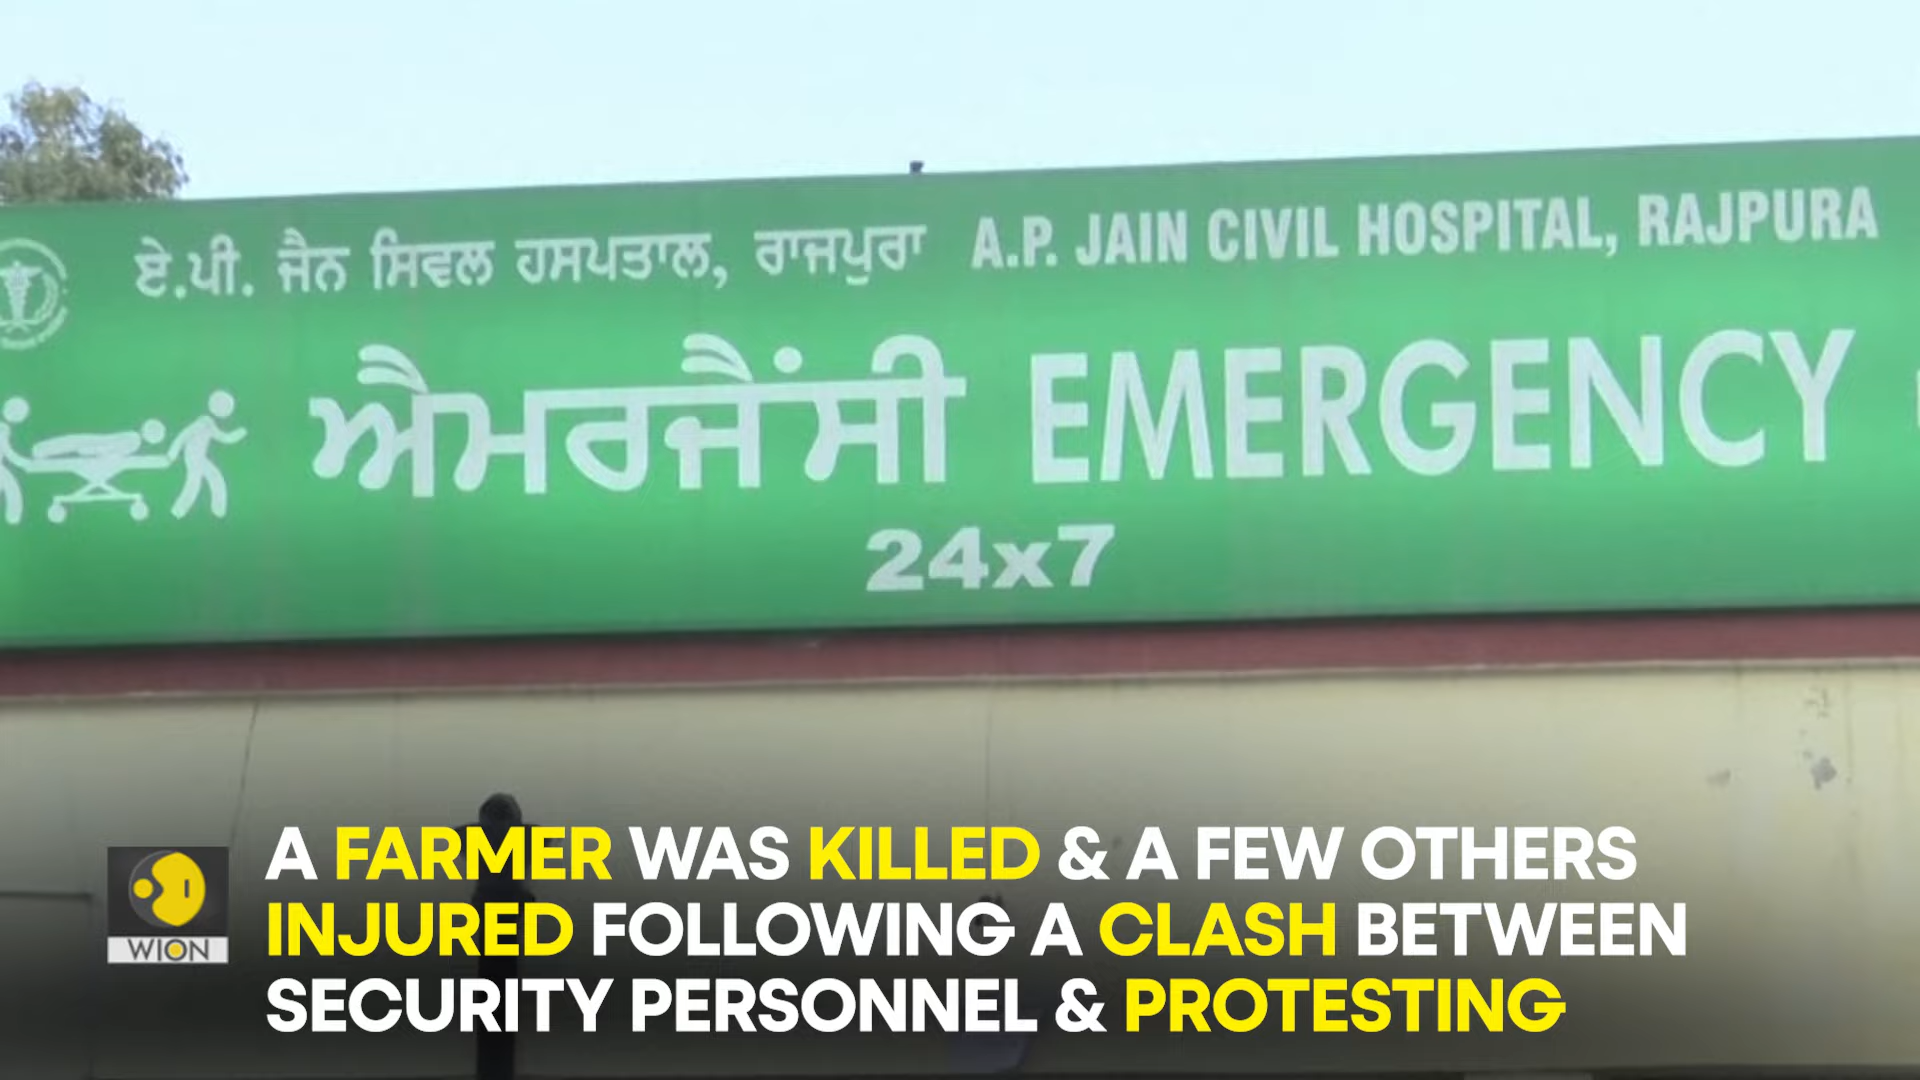 ਏ.ਪੀ. ਜੈਨ ਸਿਵਲ ਹਸਪਤਾਲ, ਰਾਜਪੁਰਾ A.P. JAIN CIVIL HOSPITAL, RAJPURA
ਐਮਰਜੈਂਸੀ EMERGENCY
24x7
A FARMER WAS KILLED & A FEW OTHERS
INJURED FOLLOWING A CLASH BETWEEN
SECURITY PERSONNEL & PROTESTING
WION